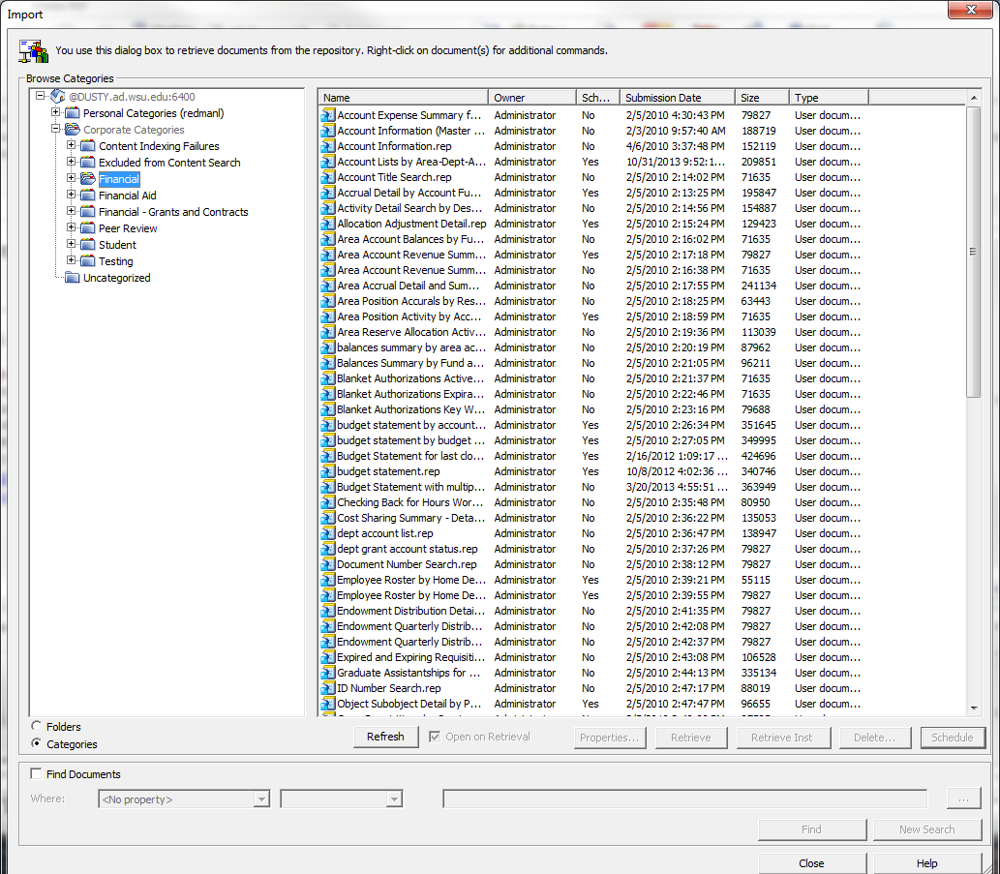 Import
You use this dialog box to retrieve documents from the repository. Right-click on document(s) for additional commands.
Browse Categories
@DUSTY.ad.wsu.edu:6400
Personal Categories (redmanl)
Corporate Categories
Content Indexing Failures
Excluded from Content Search
Financial
Financial Aid
Financial - Grants and Contracts
Peer Review
Student
Testing
Uncategorized
Name Owner Sch... Submission Date Size Type
Account Expense Summary f... Administrator No 2/5/2010 4:30:43 PM 79827 User docum...
Account Information (Master ... Administrator No 2/3/2010 9:57:40 AM 188719 User docum...
Account Information.rep Administrator No 4/6/2010 3:37:48 PM 152119 User docum...
Account Lists by Area-Dept-A... Administrator Yes 10/31/2013 9:52:1... 209851 User docum...
Account Title Search.rep Administrator No 2/5/2010 2:14:02 PM 71635 User docum...
Accrual Detail by Account Fu... Administrator Yes 2/5/2010 2:13:25 PM 195847 User docum...
Activity Detail Search by Des... Administrator No 2/5/2010 2:14:56 PM 154887 User docum...
Allocation Adjustment Detail.rep Administrator Yes 2/5/2010 2:15:24 PM 129423 User docum...
Area Account Balances by Fu... Administrator No 2/5/2010 2:16:02 PM 71635 User docum...
Area Account Revenue Summ... Administrator Yes 2/5/2010 2:17:18 PM 79827 User docum...
Area Account Revenue Summ... Administrator No 2/5/2010 2:16:38 PM 71635 User docum...
Area Accrual Detail and Sum... Administrator No 2/5/2010 2:17:55 PM 241134 User docum...
Area Position Accurals by Res... Administrator No 2/5/2010 2:18:25 PM 63443 User docum...
Area Position Activity by Acc... Administrator Yes 2/5/2010 2:18:59 PM 71635 User docum...
Area Reserve Allocation Activ... Administrator No 2/5/2010 2:19:36 PM 113039 User docum...
balances summary by area ac... Administrator No 2/5/2010 2:20:19 PM 87962 User docum...
Balances Summary by Fund a... Administrator No 2/5/2010 2:21:05 PM 96211 User docum...
Blanket Authorizations Active... Administrator No 2/5/2010 2:21:37 PM 71635 User docum...
Blanket Authorizations Expira... Administrator No 2/5/2010 2:22:46 PM 71635 User docum...
Blanket Authorizations Key W... Administrator No 2/5/2010 2:23:16 PM 79688 User docum...
budget statement by account... Administrator Yes 2/5/2010 2:26:34 PM 351645 User docum...
budget statement by budget ... Administrator Yes 2/5/2010 2:27:05 PM 349995 User docum...
Budget Statement for last clo... Administrator Yes 2/16/2012 1:09:17 ... 424696 User docum...
budget statement.rep Administrator Yes 10/8/2012 4:02:36 ... 340746 User docum...
Budget Statement with multip... Administrator No 3/20/2013 4:55:51 ... 363949 User docum...
Checking Back for Hours Wor... Administrator No 2/5/2010 2:35:48 PM 80950 User docum...
Cost Sharing Summary - Deta... Administrator No 2/5/2010 2:36:22 PM 135053 User docum...
dept account list.rep Administrator No 2/5/2010 2:36:47 PM 138947 User docum...
dept grant account status.rep Administrator No 2/5/2010 2:37:26 PM 79827 User docum...
Document Number Search.rep Administrator No 2/5/2010 2:38:12 PM 79827 User docum...
Employee Roster by Home De... Administrator Yes 2/5/2010 2:39:21 PM 55115 User docum...
Employee Roster by Home De... Administrator Yes 2/5/2010 2:39:55 PM 79827 User docum...
Endowment Distribution Detai... Administrator No 2/5/2010 2:41:35 PM 79827 User docum...
Endowment Quarterly Distrib... Administrator No 2/5/2010 2:42:08 PM 79827 User docum...
Endowment Quarterly Distrib... Administrator No 2/5/2010 2:42:37 PM 79827 User docum...
Expired and Expiring Requisiti... Administrator No 2/5/2010 2:43:08 PM 106528 User docum...
Graduate Assistantships for ... Administrator No 2/5/2010 2:44:13 PM 335134 User docum...
ID Number Search.rep Administrator No 2/5/2010 2:47:17 PM 88019 User docum...
Object Subobject Detail by P... Administrator Yes 2/5/2010 2:47:47 PM 96655 User docum...
Folders
Categories
Refresh Open on Retrieval Properties... Retrieve Retrieve Inst Delete... Schedule
Find Documents
Where: <No property> ...
Find New Search
Close Help